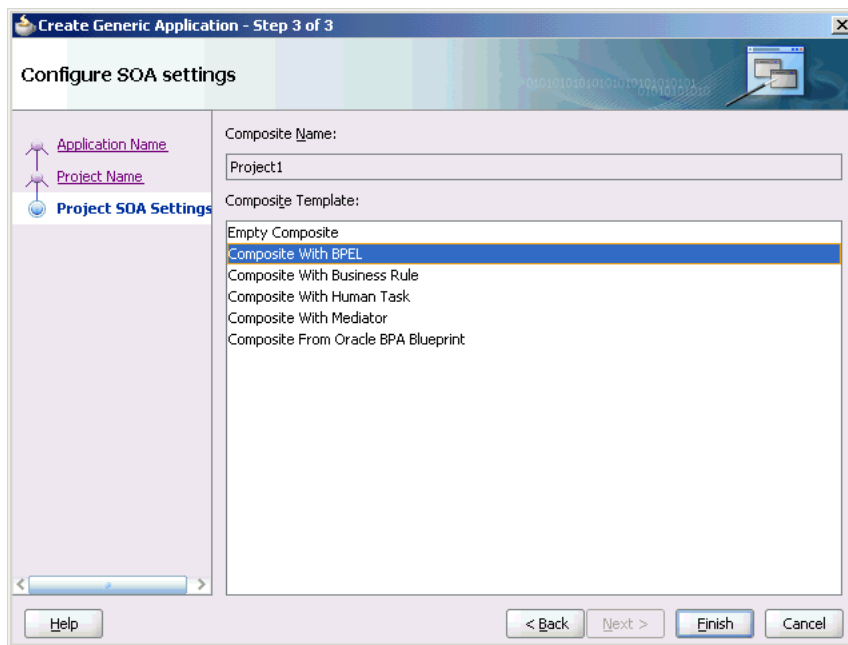 Create Generic Application - Step 3 of 3
Configure SOA settings
Application Name
Project Name
Project SOA Settings
Composite Name:
Project1
Composite Template:
Empty Composite
Composite With BPEL
Composite With Business Rule
Composite With Human Task
Composite With Mediator
Composite From Oracle BPA Blueprint
Help
< Back
Next >
Finish
Cancel